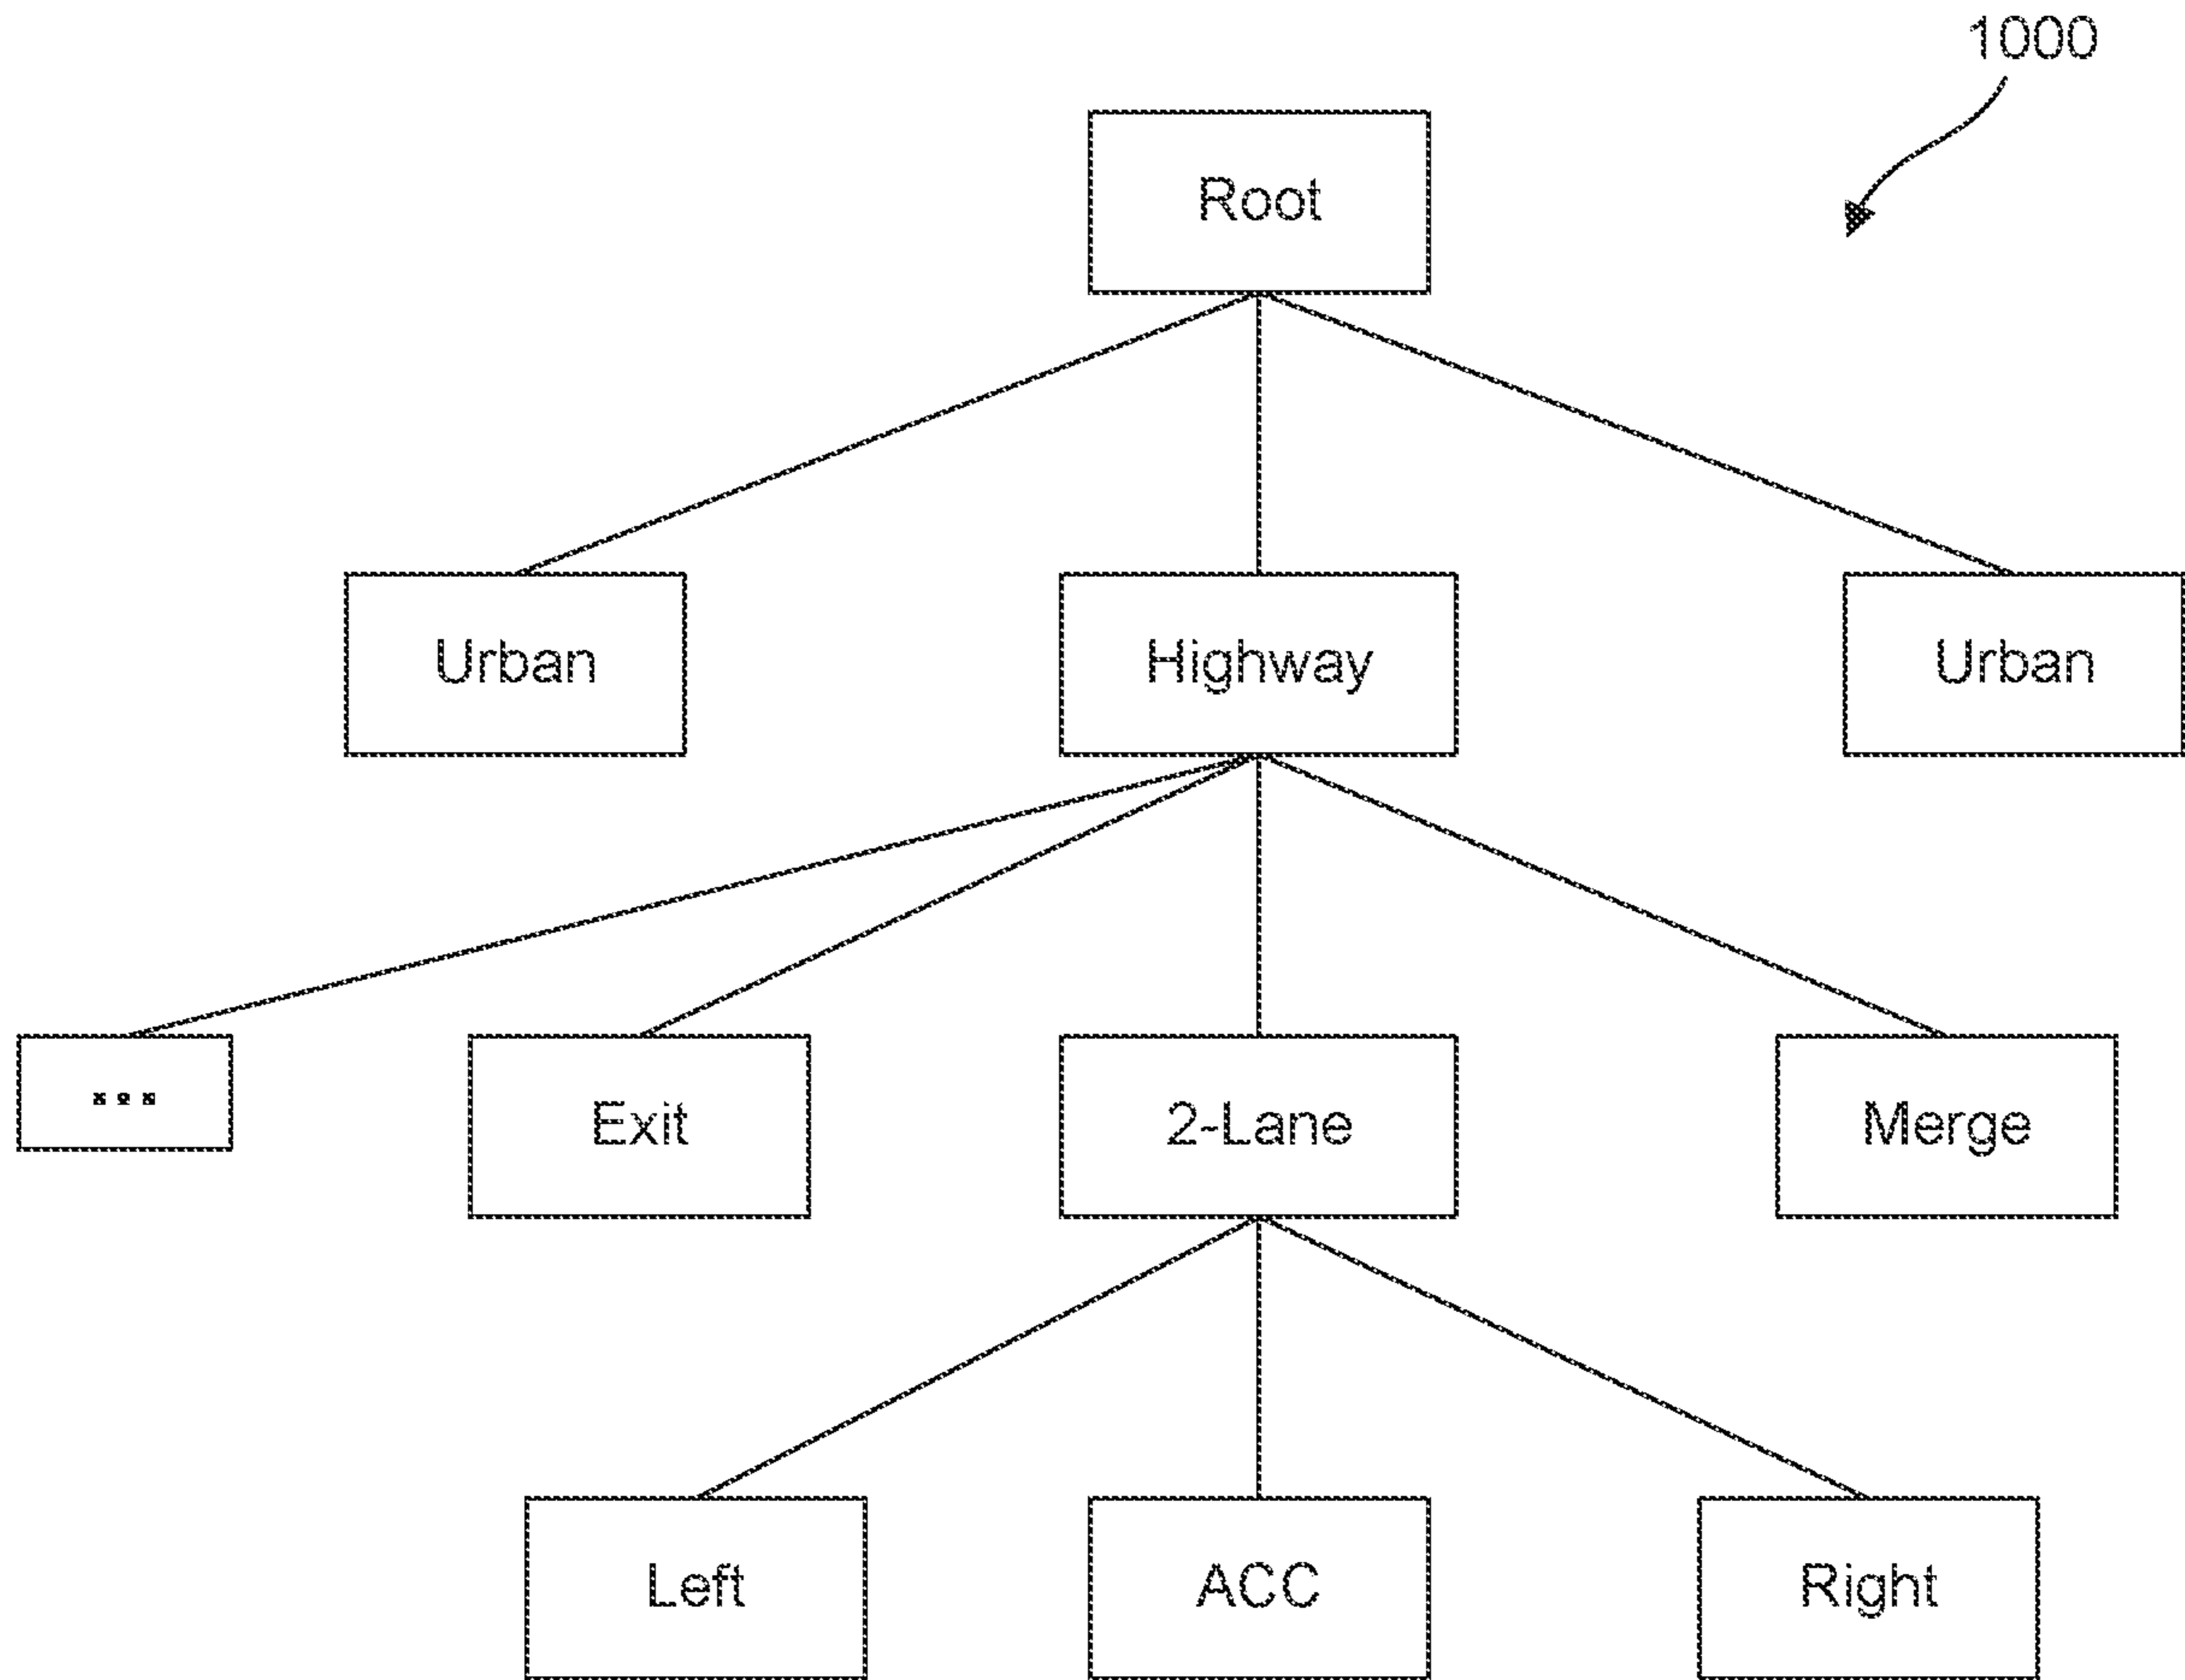 1000
Root
Urban
Highway
Urban
...
Exit
2-Lane
Merge
Left
ACC
Right